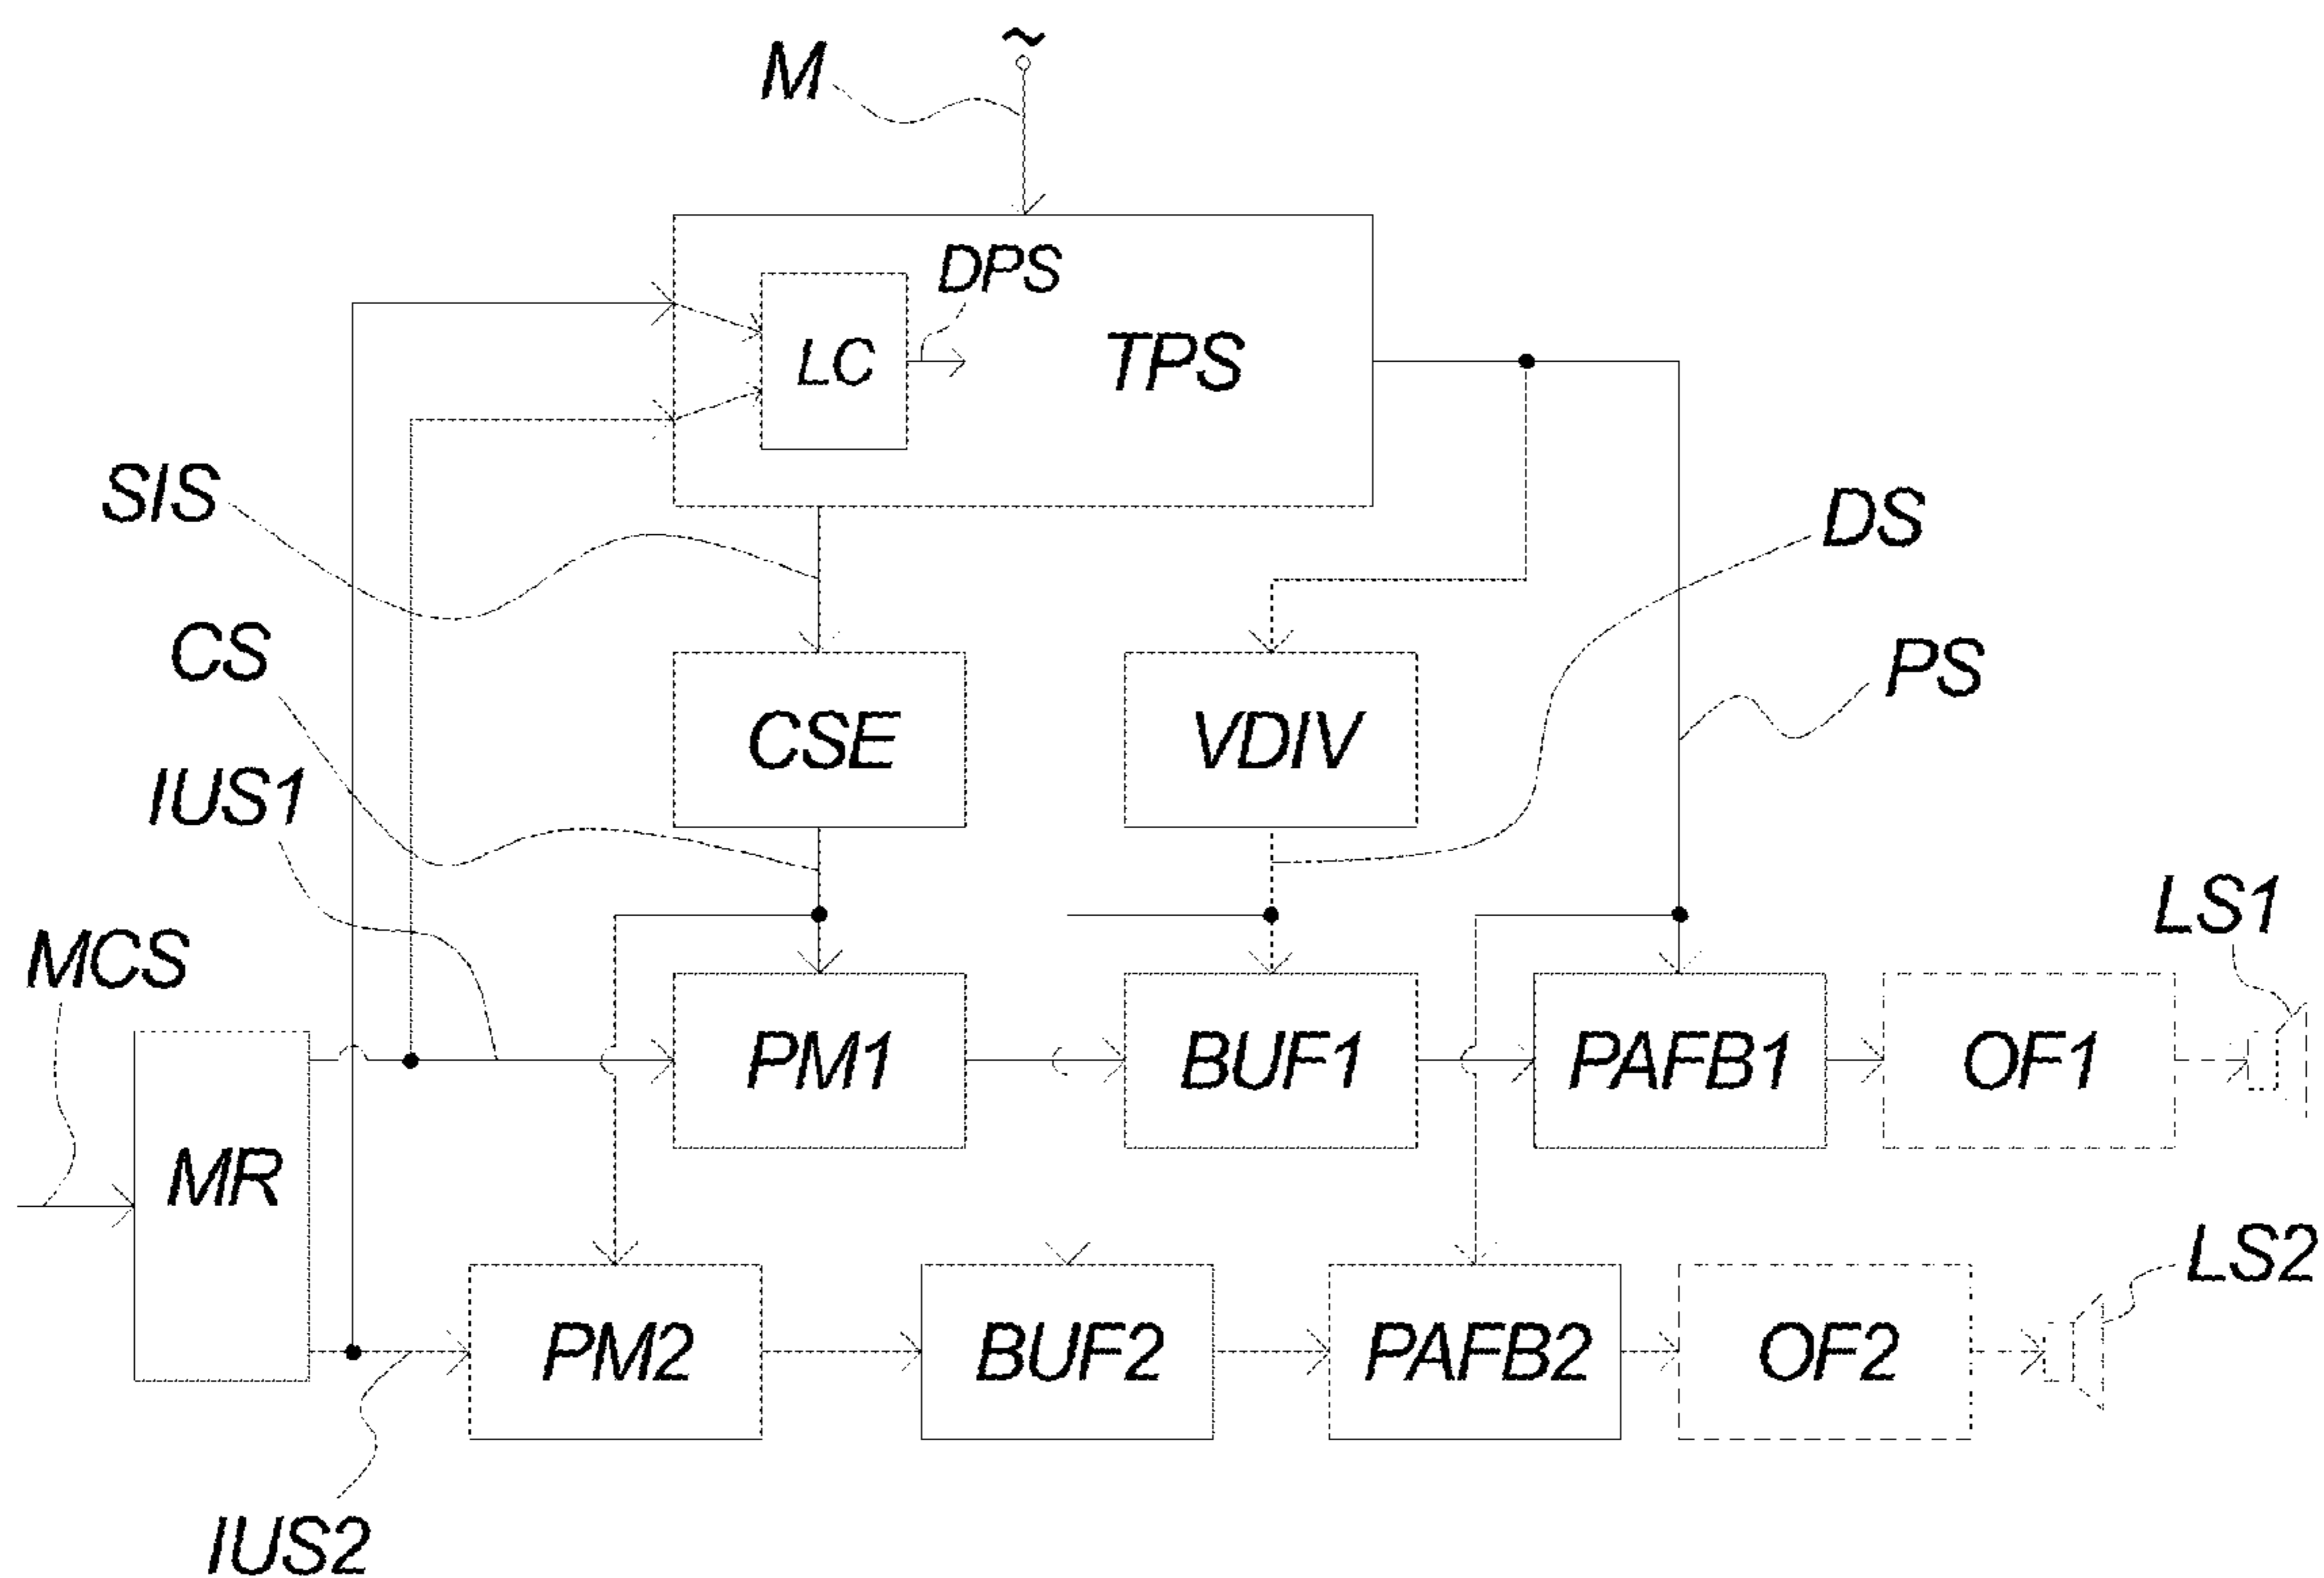 ~
M
DPS
LC
TPS
SIS
DS
CS
PS
CSE
VDIV
IUS1
LS1
MCS
PM1
BUF1
PAFB1
OF1
MR
LS2
PM2
BUF2
PAFB2
OF2
IUS2